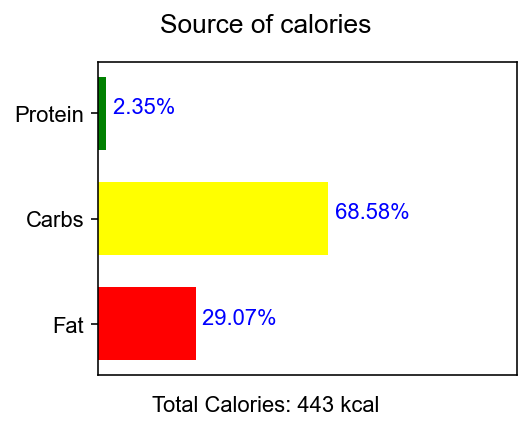 Source of calories
Protein 2.35%
Carbs 68.58%
Fat 29.07%
Total Calories: 443 kcal